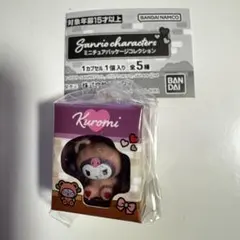 対象年齢15才以上
BANDAI NAMCO
Sanrio characters
ミニチュアパッケージコレクション
1カプセル1個入り 全5種
BAN
DAI
Kuromi